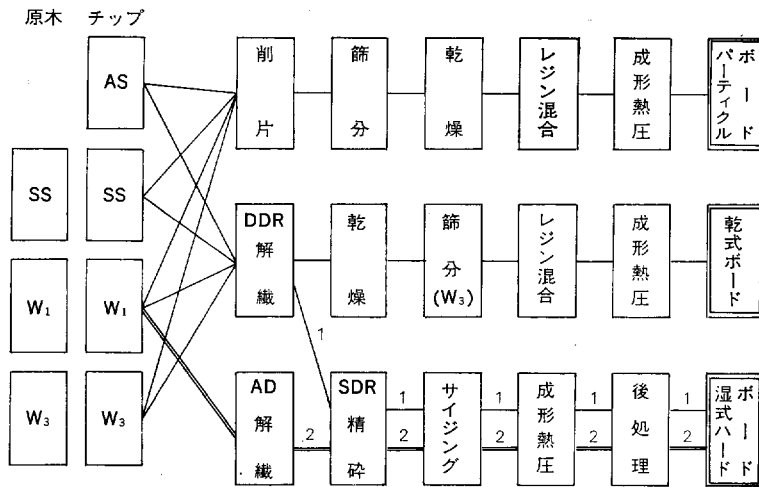 原木 チップ
AS
SS
SS
W₁
W₁
W₃
W₃
削片
篩分
乾燥
レジン混合
成形熱圧
パーティクルボード
DDR解繊
乾燥
篩分(W₃)
レジン混合
成形熱圧
乾式ボード
1
AD解繊
2
SDR精砕
1
2
サイジング
1
2
成形熱圧
1
2
後処理
1
2
湿式ハードボード